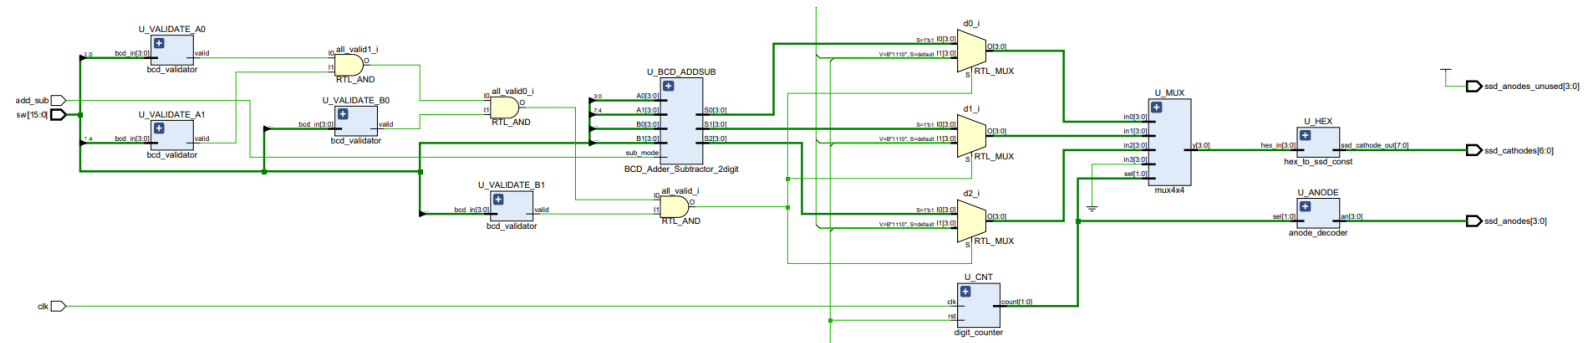 U_VALIDATE_A0
3:0
bcd_in[3:0]
valid
bcd_validator
add_sub
sw[15:0]
U_VALIDATE_A1
7:4
bcd_in[3:0]
valid
bcd_validator
all_valid1_i
I0
I1
O
RTL_AND
U_VALIDATE_B0
bcd_in[3:0]
valid
bcd_validator
all_valid0_i
I0
I1
O
RTL_AND
U_VALIDATE_B1
bcd_in[3:0]
valid
bcd_validator
U_BCD_ADDSUB
3:0
A0[3:0]
7:4
A1[3:0]
B0[3:0]
B1[3:0]
sub_mode
S0[3:0]
S1[3:0]
S2[3:0]
BCD_Adder_Subtractor_2digit
all_valid_i
I0
I1
O
RTL_AND
d0_i
S=1'b1 I0[3:0]
V=B"1110", S=default I1[3:0]
O[3:0]
S
RTL_MUX
d1_i
S=1'b1 I0[3:0]
V=B"1110", S=default I1[3:0]
O[3:0]
S
RTL_MUX
d2_i
S=1'b1 I0[3:0]
V=B"1110", S=default I1[3:0]
O[3:0]
S
RTL_MUX
clk
U_CNT
clk
rst
count[1:0]
digit_counter
U_MUX
in0[3:0]
in1[3:0]
in2[3:0]
in3[3:0]
sel[1:0]
y[3:0]
mux4x4
U_HEX
hex_in[3:0]
ssd_cathode_out[7:0]
hex_to_ssd_const
U_ANODE
sel[1:0]
an[3:0]
anode_decoder
ssd_anodes_unused[3:0]
ssd_cathodes[6:0]
ssd_anodes[3:0]